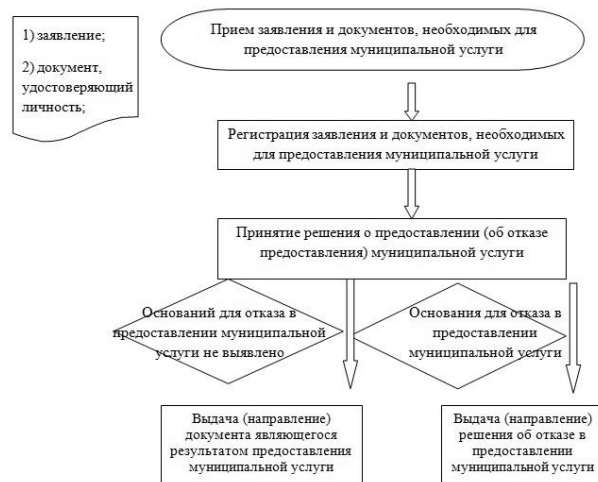 1) заявление;
2) документ,
удостоверяющий
личность;
Прием заявления и документов, необходимых для
предоставления муниципальной услуги
Регистрация заявления и документов, необходимых
для предоставления муниципальной услуги
Принятие решения о предоставлении (об отказе
предоставления) муниципальной услуги
Оснований для отказа в
предоставлении муниципальной
услуги не выявлено
Основания для отказа в
предоставлении
муниципальной услуги
Выдача (направление)
документа являющегося
результатом предоставления
муниципальной услуги
Выдача (направление)
решения об отказе в
предоставлении
муниципальной услуги